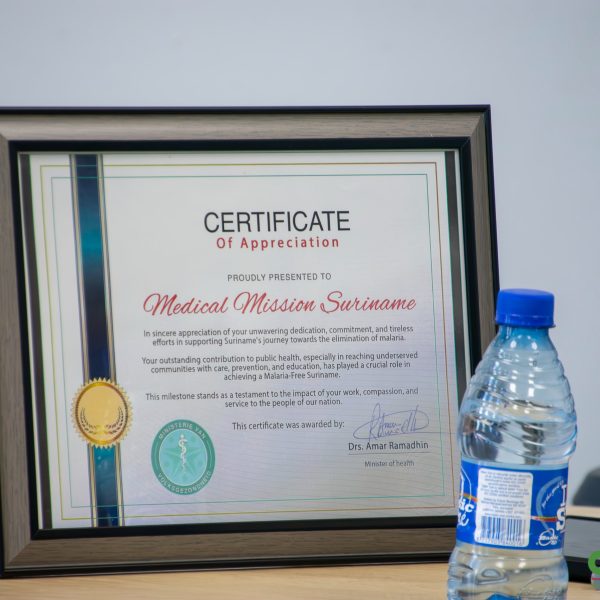 CERTIFICATE
Of Appreciation
PROUDLY PRESENTED TO
Medical Mission Suriname
In sincere appreciation of your unwavering dedication, commitment, and tireless
efforts in supporting Suriname's journey towards the elimination of malaria.
Your outstanding contribution to public health, especially in reaching underserved
communities with care, prevention, and education, has played a crucial role in
achieving a Malaria-Free Suriname.
This milestone stands as a testament to the impact of your work, compassion, and
service to the people of our nation.
This certificate was awarded by:
Drs. Amar Ramadhin
Minister of health
MINISTERIE VAN
VOLKSGEZONDHEID